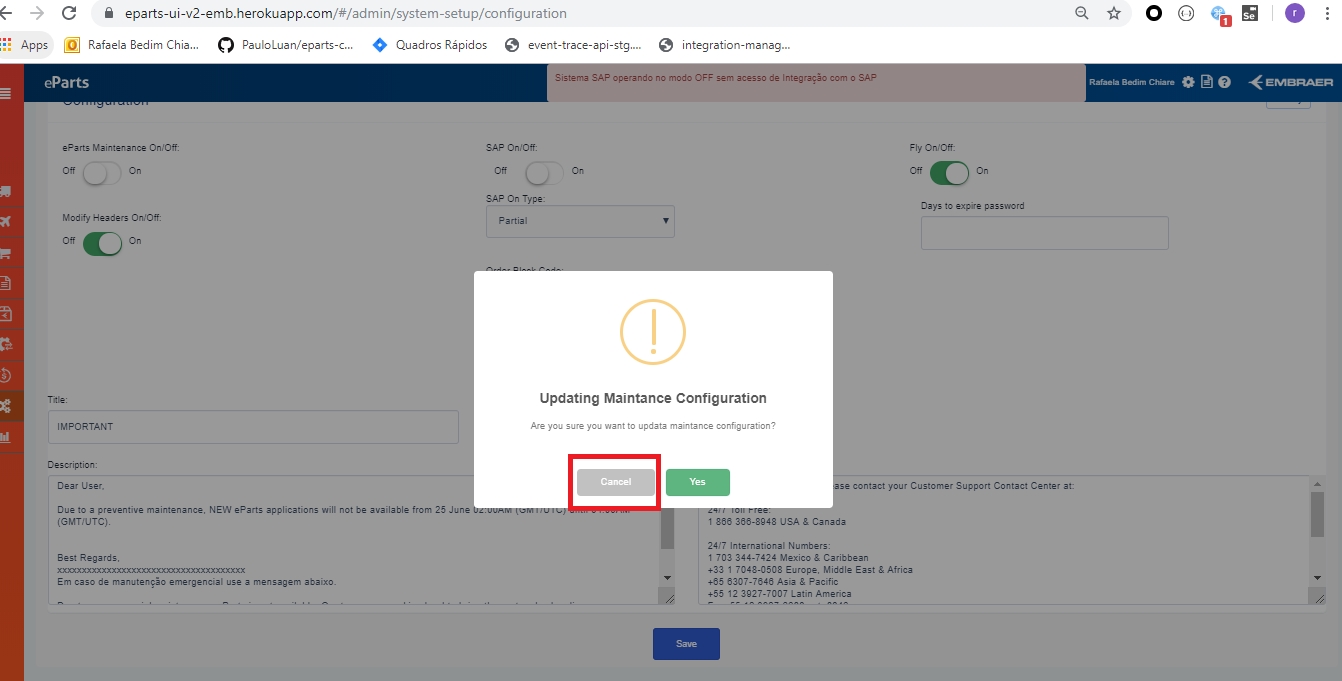 eparts-ui-v2-emb.herokuapp.com/#/admin/system-setup/configuration
1
Se
r
Apps
Rafaela Bedim Chia...
PauloLuan/eparts-c...
Quadros Rápidos
event-trace-api-stg....
integration-manag...
eParts
Sistema SAP operando no modo OFF sem acesso de Integração com o SAP
Rafaela Bedim Chiare
EMBRAER
Configuration
eParts Maintenance On/Off:
Off
On
SAP On/Off:
Off
On
Fly On/Off:
Off
On
SAP On Type:
Partial
Days to expire password
Modify Headers On/Off:
Off
On
Order Block Code:
Updating Maintance Configuration
Are you sure you want to updata maintance configuration?
Cancel
Yes
Title:
IMPORTANT
Description:
Dear User,
Due to a preventive maintenance, NEW eParts applications will not be available from 25 June 02:00AM (GMT/UTC) until
(GMT/UTC).
Best Regards,
xxxxxxxxxxxxxxxxxxxxxxxxxxxxxxxxxxxxxx
Em caso de manutenção emergencial use a mensagem abaixo.
ase contact your Customer Support Contact Center at:
24/7 Toll Free:
1 866 366-8948 USA & Canada
24/7 International Numbers:
1 703 344-7424 Mexico & Caribbean
+33 1 7048-0508 Europe, Middle East & Africa
+65 6307-7646 Asia & Pacific
+55 12 3927-7007 Latin America
Save